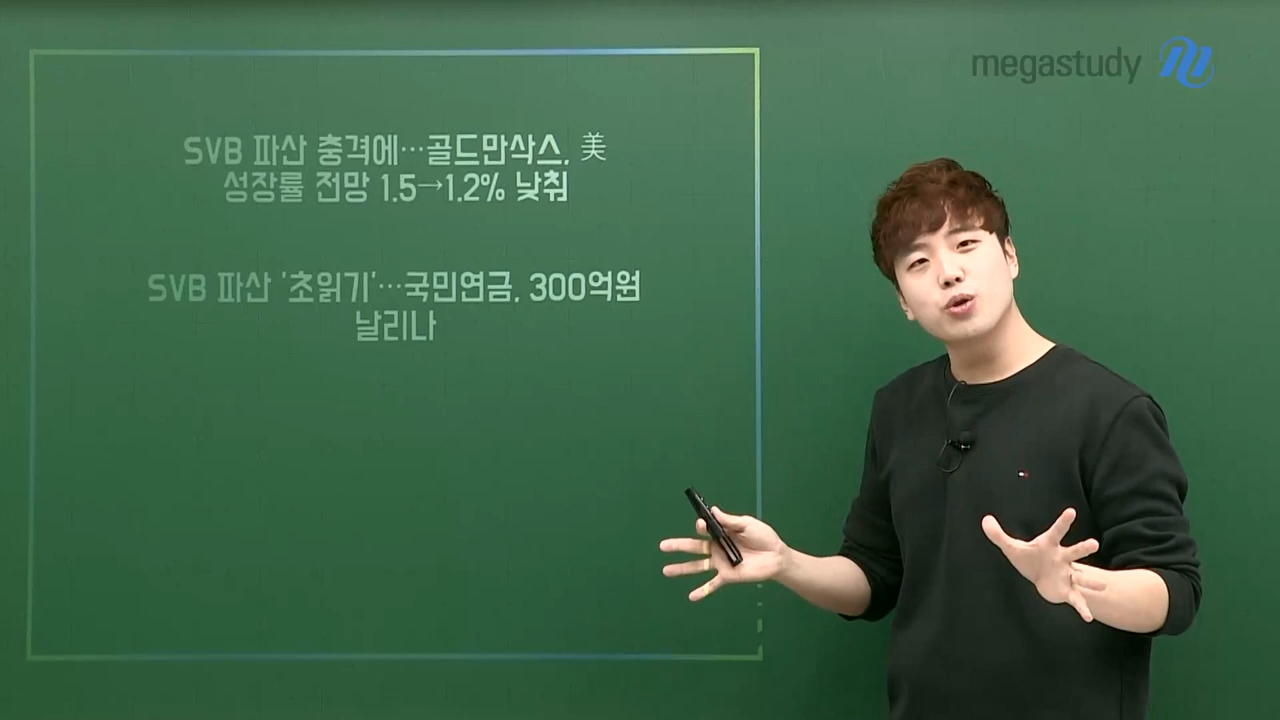 megastudy
SVB 파산 충격에…골드만삭스, 美
성장률 전망 1.5→1.2% 낮춰
SVB 파산 '초읽기'…국민연금, 300억원
날리나